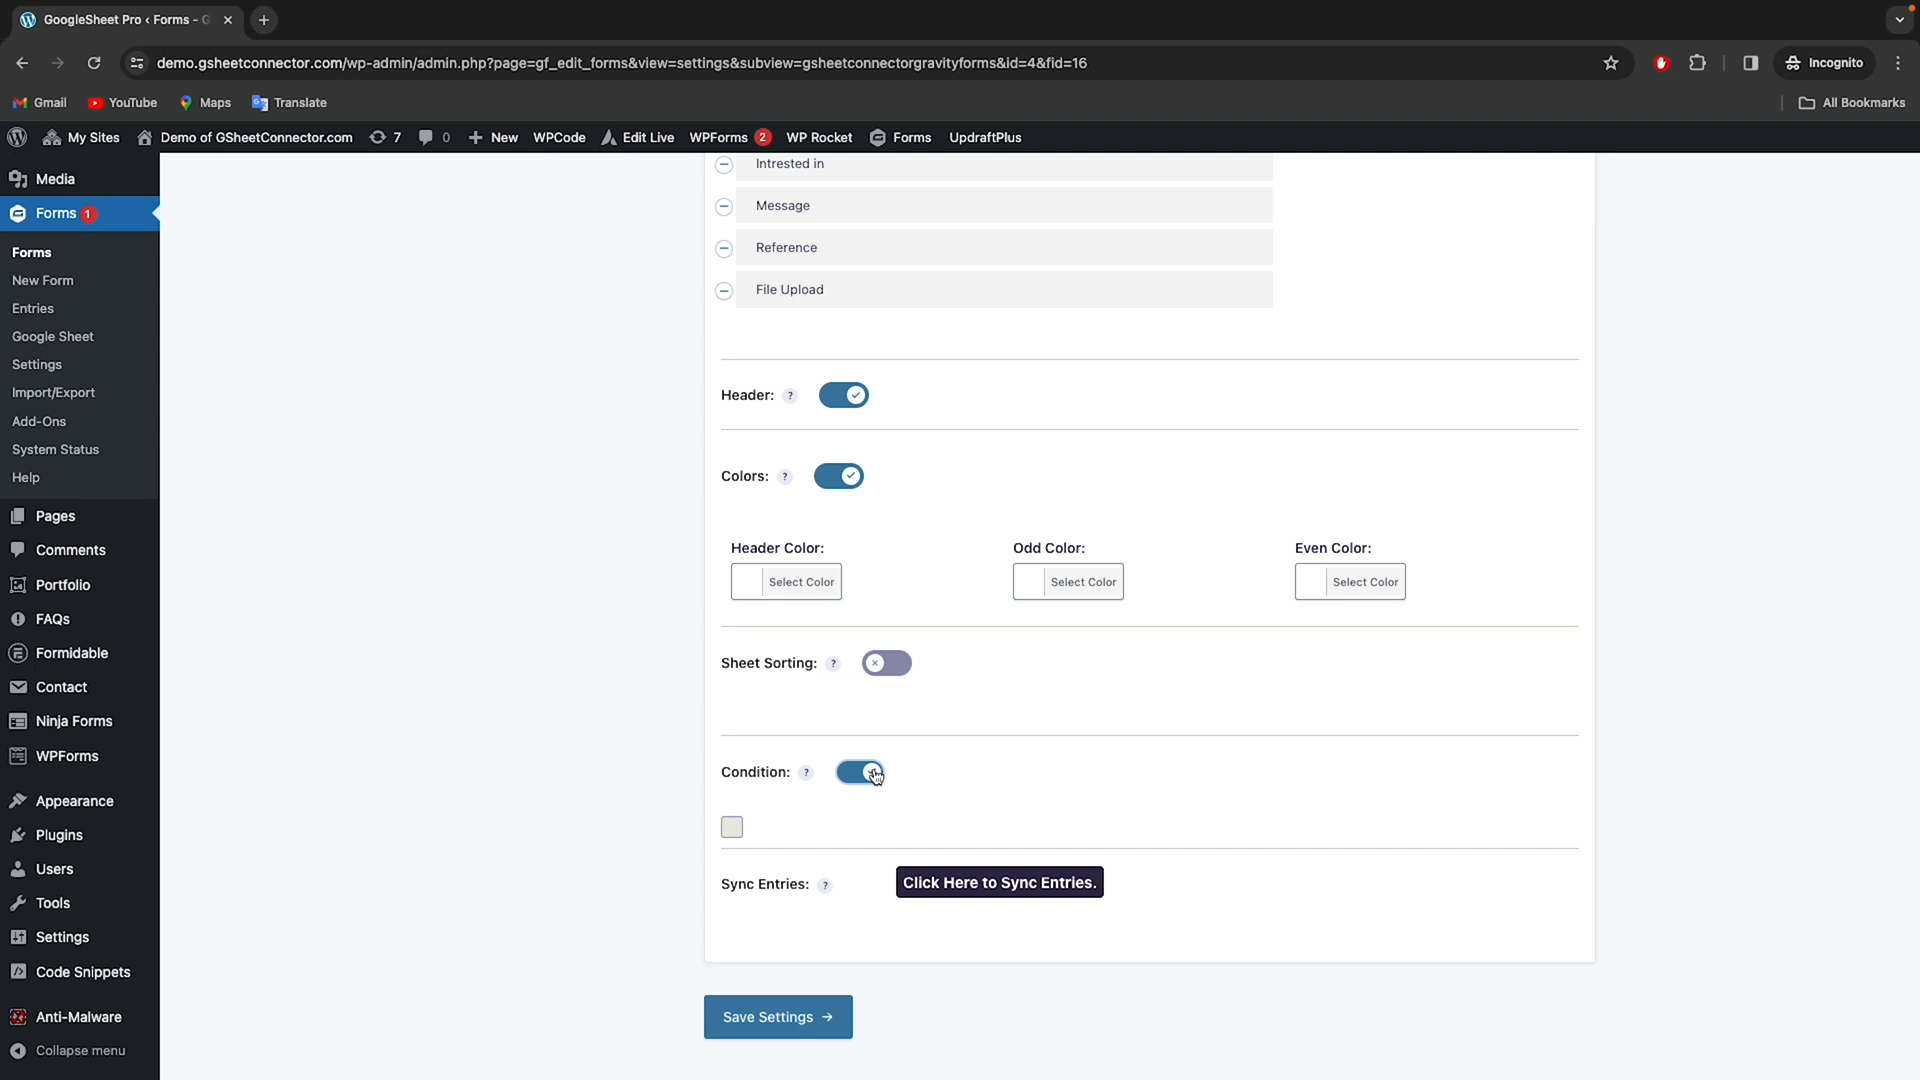 GoogleSheet Pro ‹ Forms - G
demo.gsheetconnector.com/wp-admin/admin.php?page=gf_edit_forms&view=settings&subview=gsheetconnectorgravityforms&id=4&fid=16
Incognito
Gmail
YouTube
Maps
Translate
All Bookmarks
My Sites
Demo of GSheetConnector.com
7
0
New
WPCode
Edit Live
WPForms 2
WP Rocket
Forms
UpdraftPlus
Media
Forms 1
Forms
New Form
Entries
Google Sheet
Settings
Import/Export
Add-Ons
System Status
Help
Pages
Comments
Portfolio
FAQs
Formidable
Contact
Ninja Forms
WPForms
Appearance
Plugins
Users
Tools
Settings
Code Snippets
Anti-Malware
Collapse menu
Intrested in
Message
Reference
File Upload
Header: ?
Colors: ?
Header Color:
Select Color
Odd Color:
Select Color
Even Color:
Select Color
Sheet Sorting: ?
Condition: ?
Sync Entries: ?
Click Here to Sync Entries.
Save Settings →